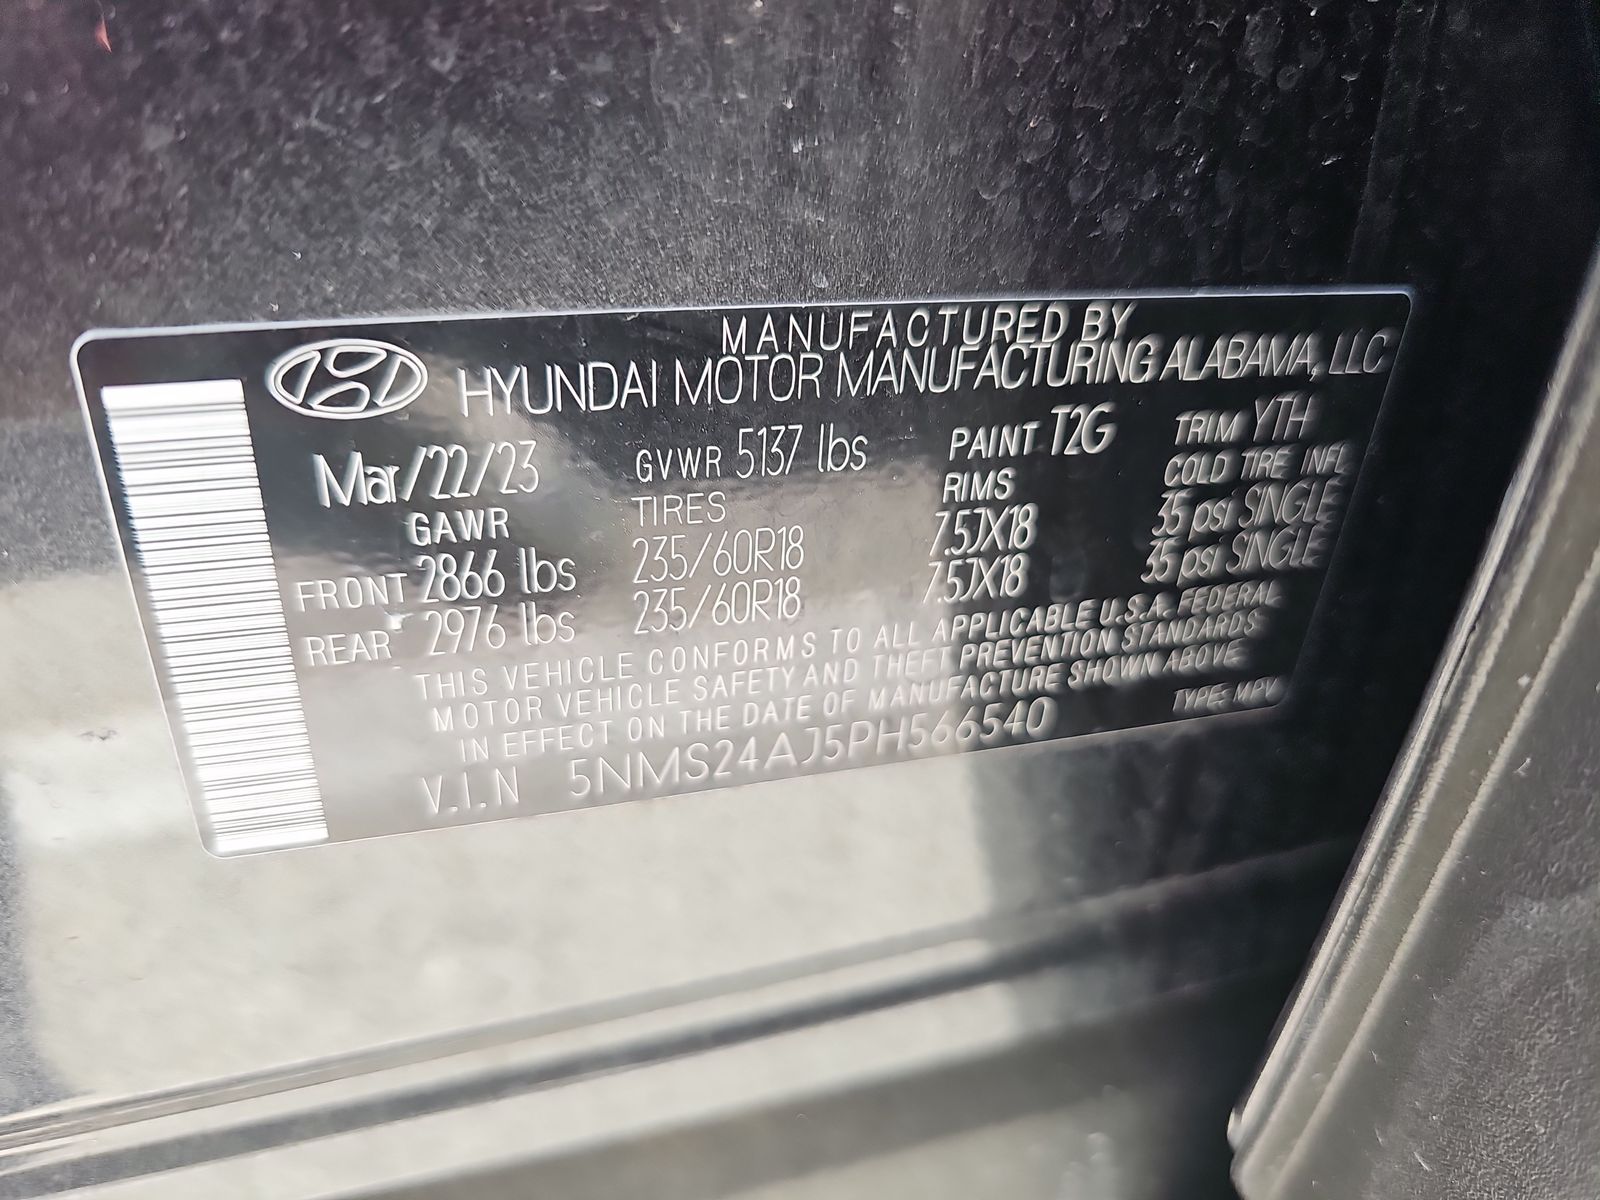 MANUFACTURED BY
HYUNDAI MOTOR MANUFACTURING ALABAMA, LLC
Mar/22/23 GVWR 5137 lbs PAINT T2G TRIM YTH
GAWR TIRES RIMS COLD TIRE INFL
FRONT 2866 lbs 235/60R18 7.5JX18 35 psi SINGLE
REAR 2976 lbs 235/60R18 7.5JX18 35 psi SINGLE
THIS VEHICLE CONFORMS TO ALL APPLICABLE U.S.A. FEDERAL
MOTOR VEHICLE SAFETY AND THEFT PREVENTION STANDARDS
IN EFFECT ON THE DATE OF MANUFACTURE SHOWN ABOVE
V.I.N 5NMS24AJ5PH566540 TYPE: MPV